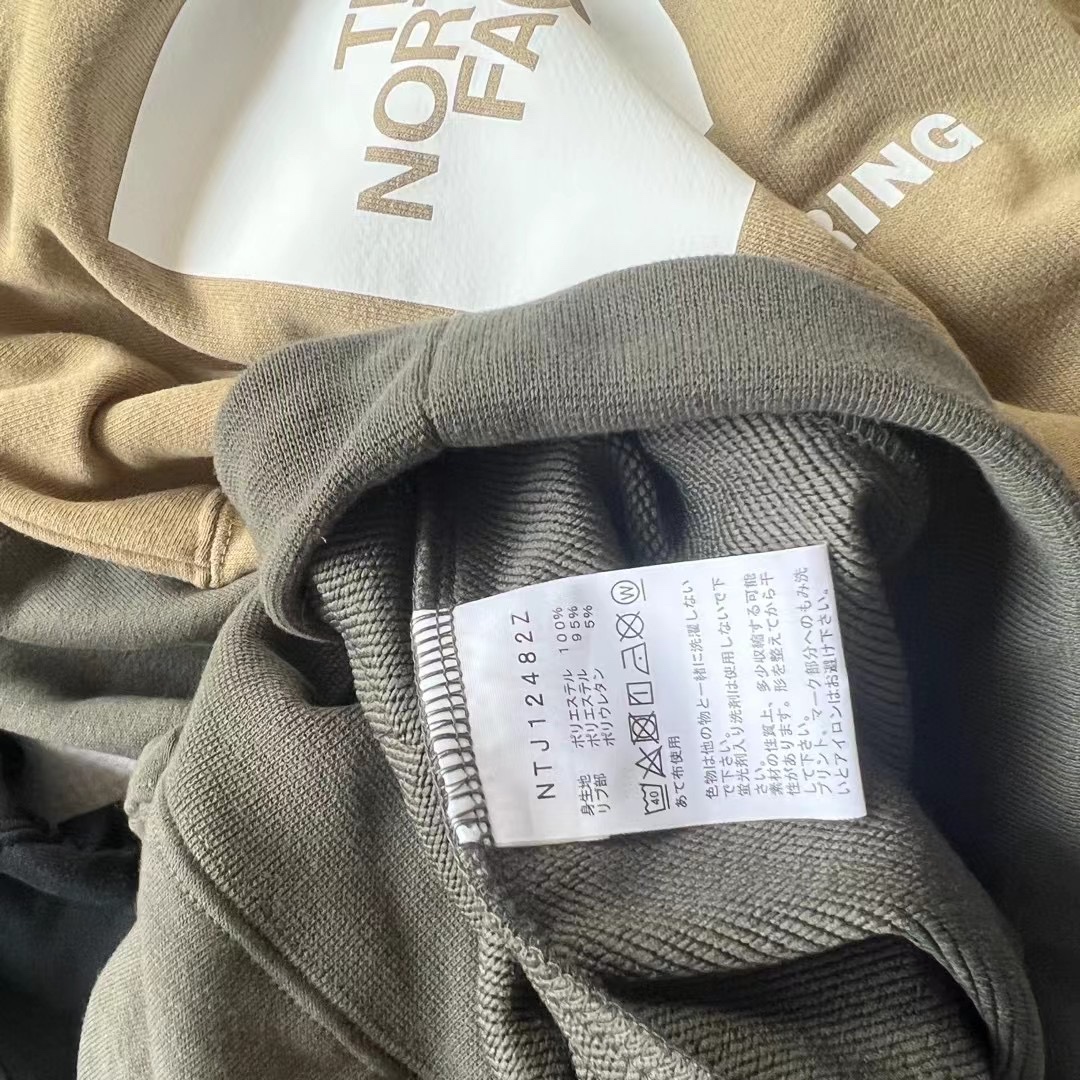 TH
NORT
FAC
RING
NTJ12482Z
身生地 ポリエステル 100%
リブ部 ポリエステル 95%
ポリウレタン 5%
40
W
あて布使用
色物は他の物と一緒に洗濯しない
で下さい。
蛍光剤入り洗剤は使用しないで下
さい。
素材の性質上、多少収縮する可能
性があります。形を整えてから干
して下さい。
プリント、マーク部分へのもみ洗
いとアイロンはお避け下さい。